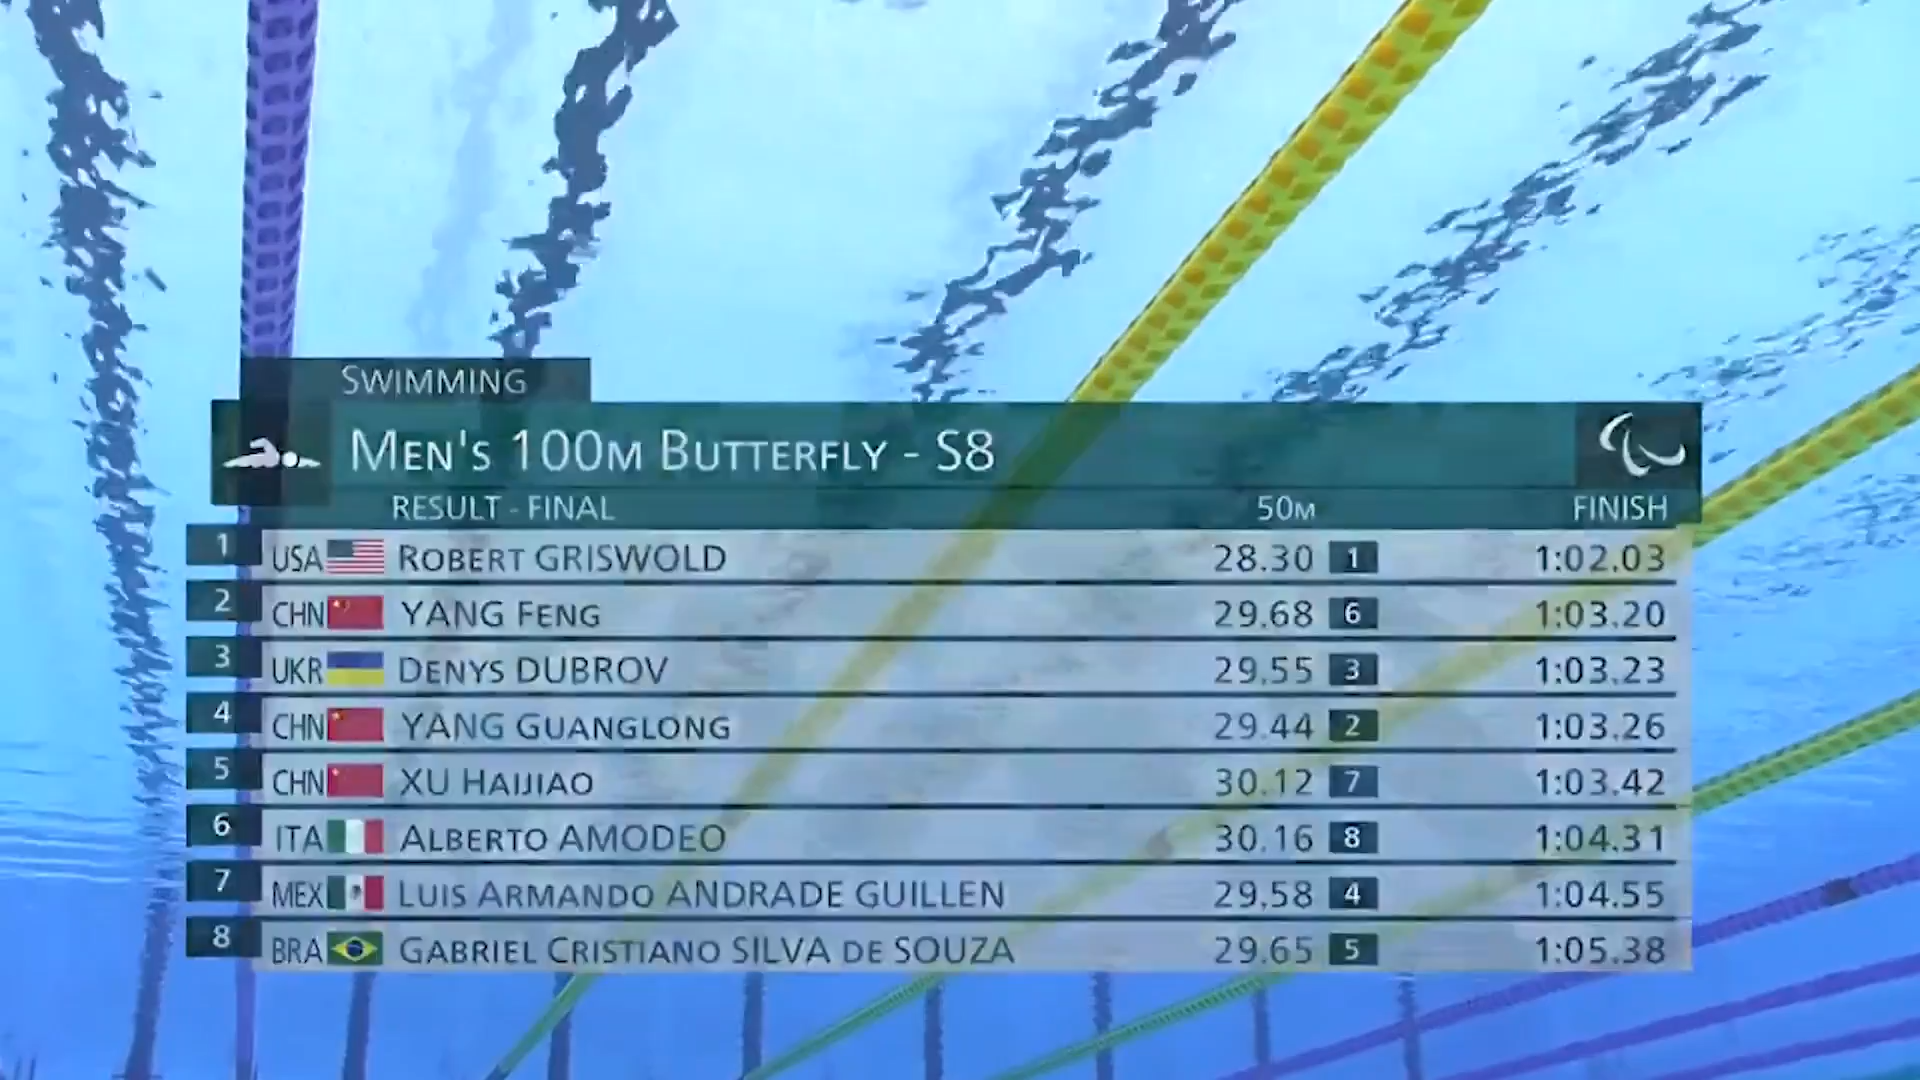 SWIMMING
MEN'S 100M BUTTERFLY - S8
RESULT - FINAL 50M FINISH
1 USA ROBERT GRISWOLD 28.30 1 1:02.03
2 CHN YANG FENG 29.68 6 1:03.20
3 UKR DENYS DUBROV 29.55 3 1:03.23
4 CHN YANG GUANGLONG 29.44 2 1:03.26
5 CHN XU HAIJIAO 30.12 7 1:03.42
6 ITA ALBERTO AMODEO 30.16 8 1:04.31
7 MEX LUIS ARMANDO ANDRADE GUILLEN 29.58 4 1:04.55
8 BRA GABRIEL CRISTIANO SILVA DE SOUZA 29.65 5 1:05.38